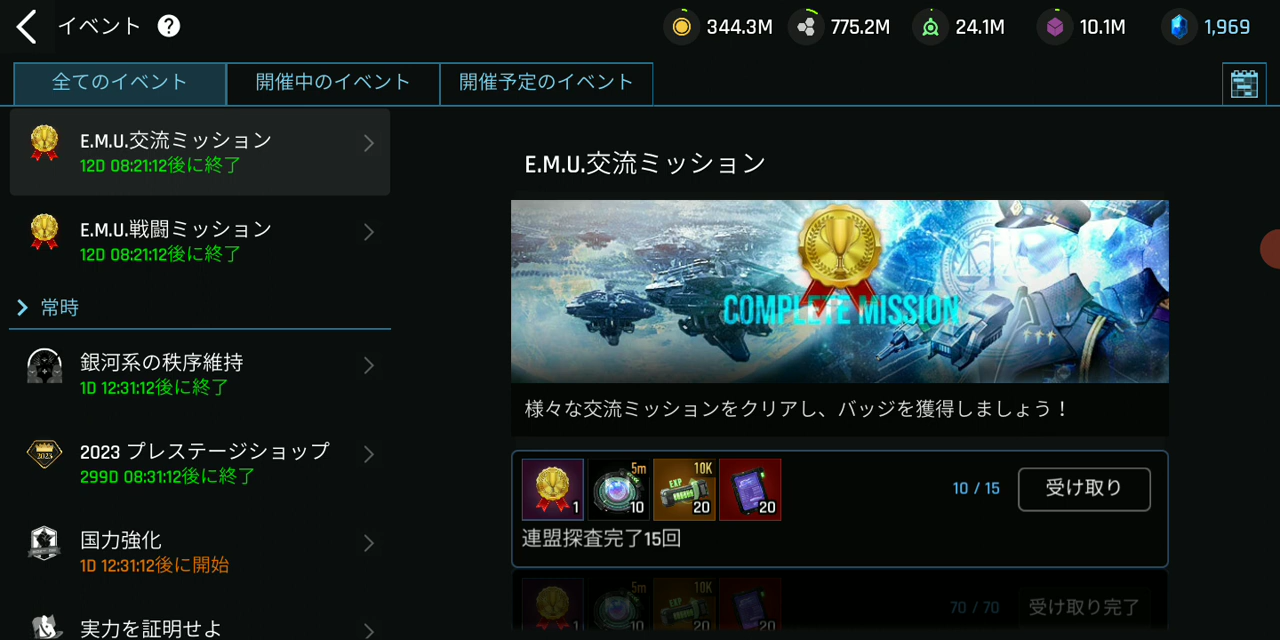 イベント ?
344.3M 775.2M 24.1M 10.1M 1,969
全てのイベント 開催中のイベント 開催予定のイベント
E.M.U.交流ミッション
12D 08:21:12後に終了
E.M.U.戦闘ミッション
12D 08:21:12後に終了
常時
銀河系の秩序維持
1D 12:31:12後に終了
2023
2023 プレステージショップ
299D 08:31:12後に終了
国力強化
1D 12:31:12後に開始
実力を証明せよ
E.M.U.交流ミッション
COMPLETE MISSION
様々な交流ミッションをクリアし、バッジを獲得しましょう！
1 5m 10 EXP 10K 20 20
10 / 15 受け取り
連盟探査完了15回
1 5m 10 EXP 10K 20 20
70 / 70 受け取り完了